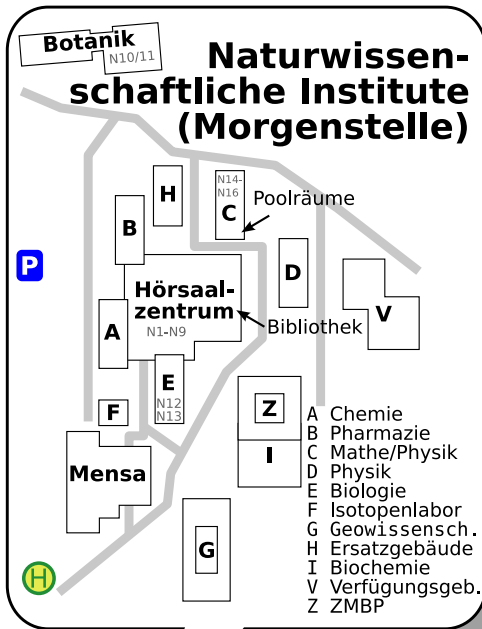 Botanik
N10/11
Naturwissen-
schaftliche Institute
(Morgenstelle)
N14-
N16
H
C
Poolräume
B
P
D
Hörsaal-
zentrum
N1-N9
V
Bibliothek
A
E
N12
N13
F
Z
I
Mensa
G
H
A Chemie
B Pharmazie
C Mathe/Physik
D Physik
E Biologie
F Isotopenlabor
G Geowissensch.
H Ersatzgebäude
I Biochemie
V Verfügungsgeb.
Z ZMBP